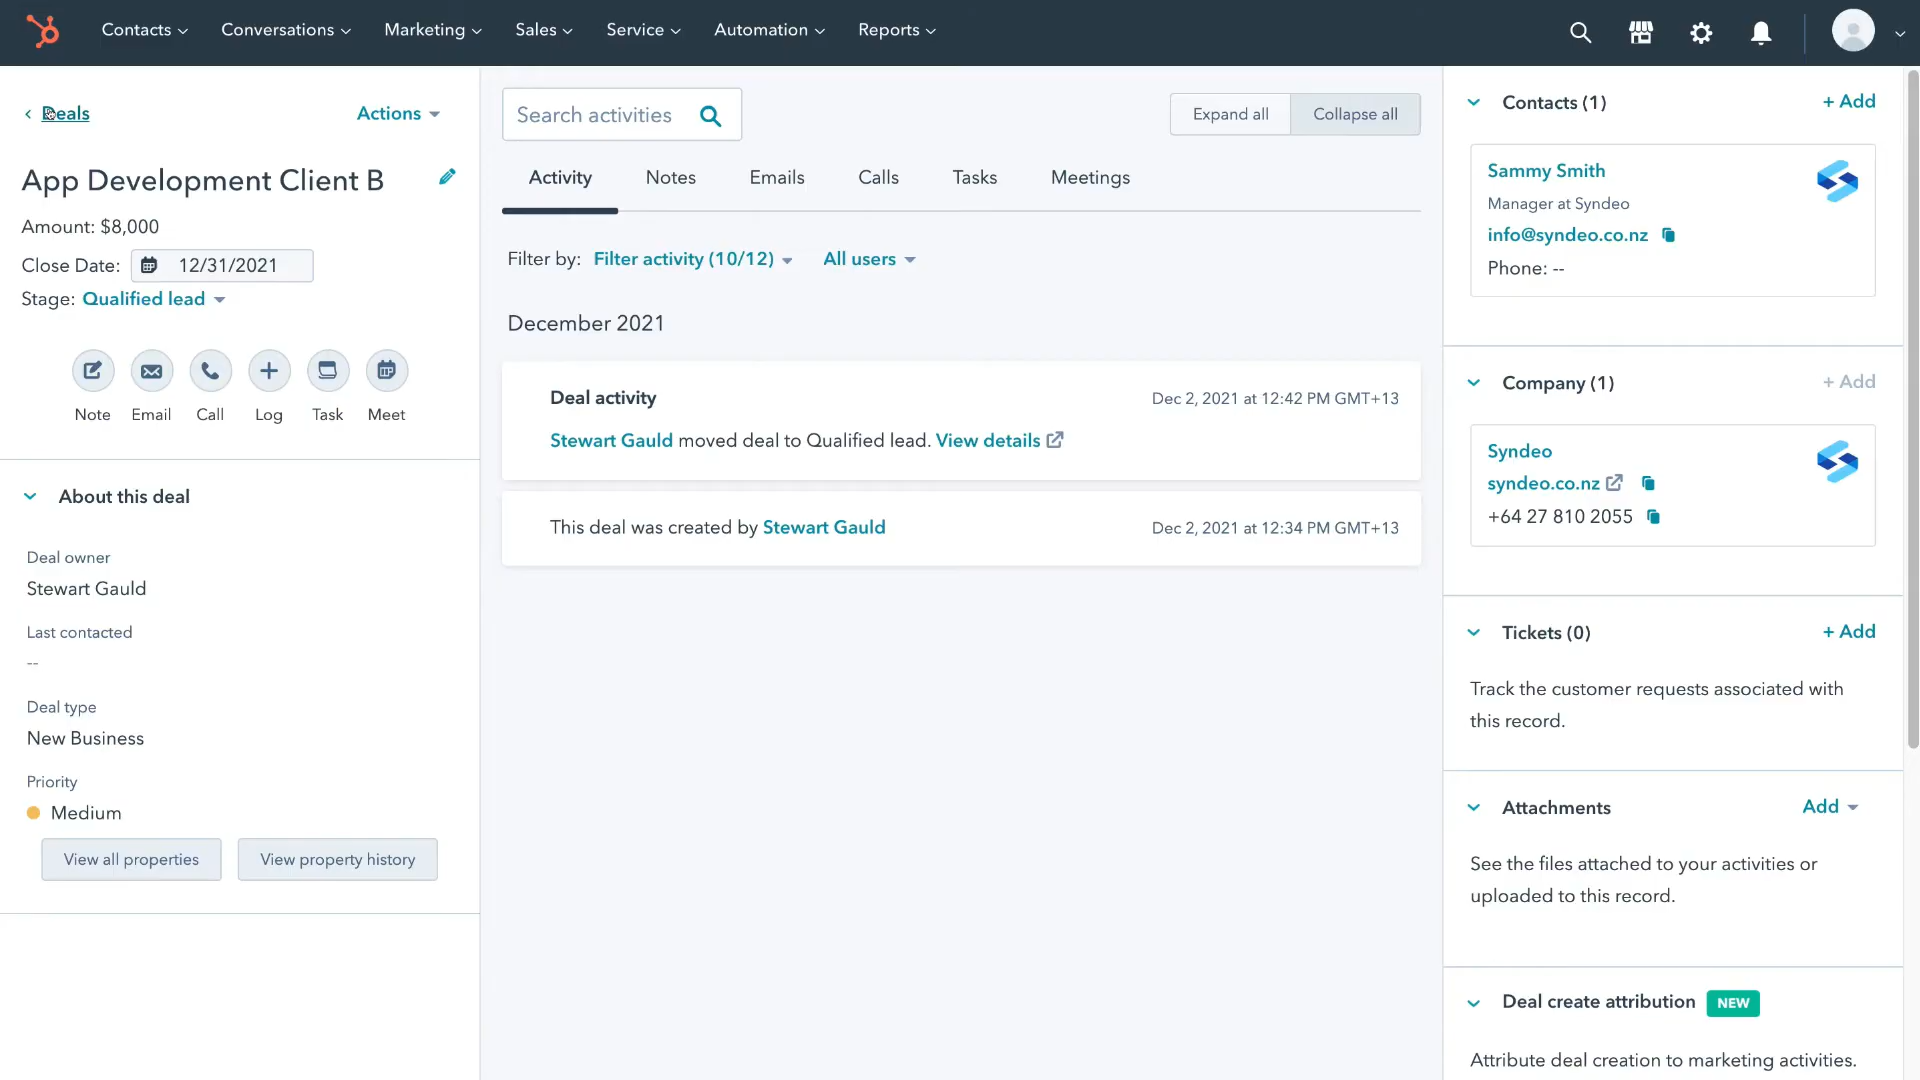 Contacts
Conversations
Marketing
Sales
Service
Automation
Reports
Deals
Actions
App Development Client B
Amount: $8,000
Close Date: 12/31/2021
Stage: Qualified lead
Note
Email
Call
Log
Task
Meet
About this deal
Deal owner
Stewart Gauld
Last contacted
--
Deal type
New Business
Priority
Medium
View all properties
View property history
Search activities
Expand all
Collapse all
Activity
Notes
Emails
Calls
Tasks
Meetings
Filter by: Filter activity (10/12) All users
December 2021
Deal activity
Dec 2, 2021 at 12:42 PM GMT+13
Stewart Gauld moved deal to Qualified lead. View details
This deal was created by Stewart Gauld
Dec 2, 2021 at 12:34 PM GMT+13
Contacts (1)
+ Add
Sammy Smith
Manager at Syndeo
info@syndeo.co.nz
Phone: --
Company (1)
+ Add
Syndeo
syndeo.co.nz
+64 27 810 2055
Tickets (0)
+ Add
Track the customer requests associated with
this record.
Attachments
Add
See the files attached to your activities or
uploaded to this record.
Deal create attribution
NEW
Attribute deal creation to marketing activities.